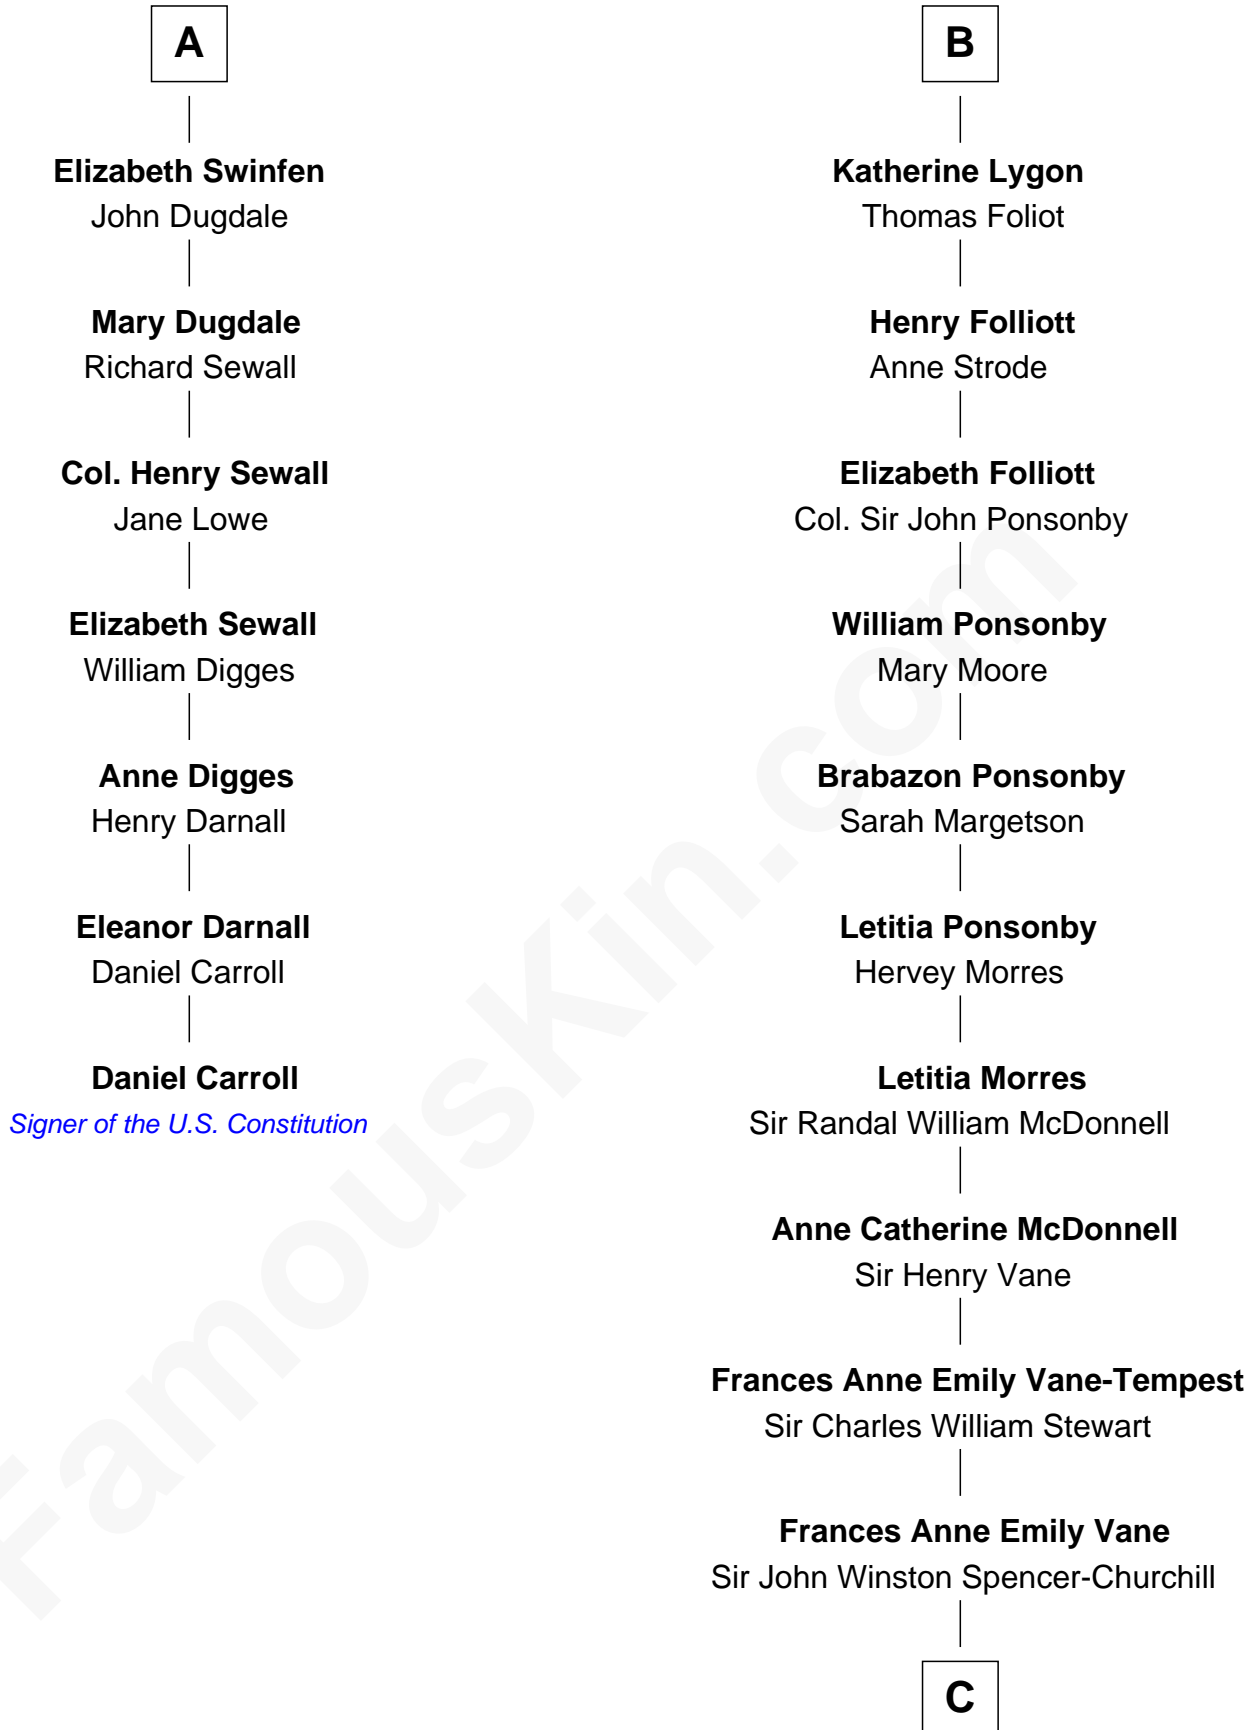 A
Elizabeth Swinfen
John Dugdale
Mary Dugdale
Richard Sewall
Col. Henry Sewall
Jane Lowe
Elizabeth Sewall
William Digges
Anne Digges
Henry Darnall
Eleanor Darnall
Daniel Carroll
Daniel Carroll
Signer of the U.S. Constitution
B
Katherine Lygon
Thomas Foliot
Henry Folliott
Anne Strode
Elizabeth Folliott
Col. Sir John Ponsonby
William Ponsonby
Mary Moore
Brabazon Ponsonby
Sarah Margetson
Letitia Ponsonby
Hervey Morres
Letitia Morres
Sir Randal William McDonnell
Anne Catherine McDonnell
Sir Henry Vane
Frances Anne Emily Vane-Tempest
Sir Charles William Stewart
Frances Anne Emily Vane
Sir John Winston Spencer-Churchill
C
FamousKin.com